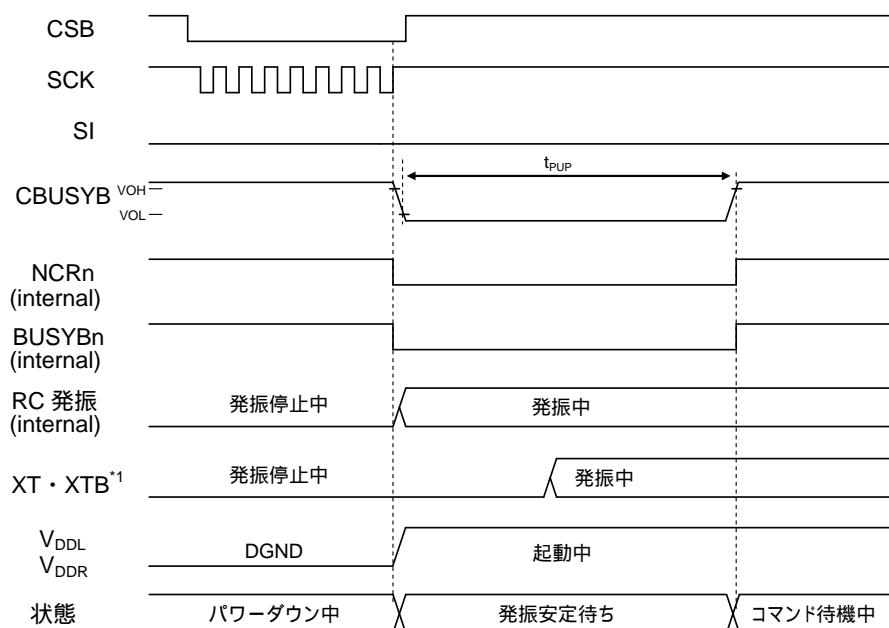 CSB
SCK
SI
t_PUP
CBUSYB VOH
VOL
NCRn
(internal)
BUSYBn
(internal)
RC 発振
(internal)
発振停止中
発振中
XT・XTB*1
発振停止中
発振中
V_DDL
V_DDR
DGND
起動中
状態
パワーダウン中
発振安定待ち
コマンド待機中